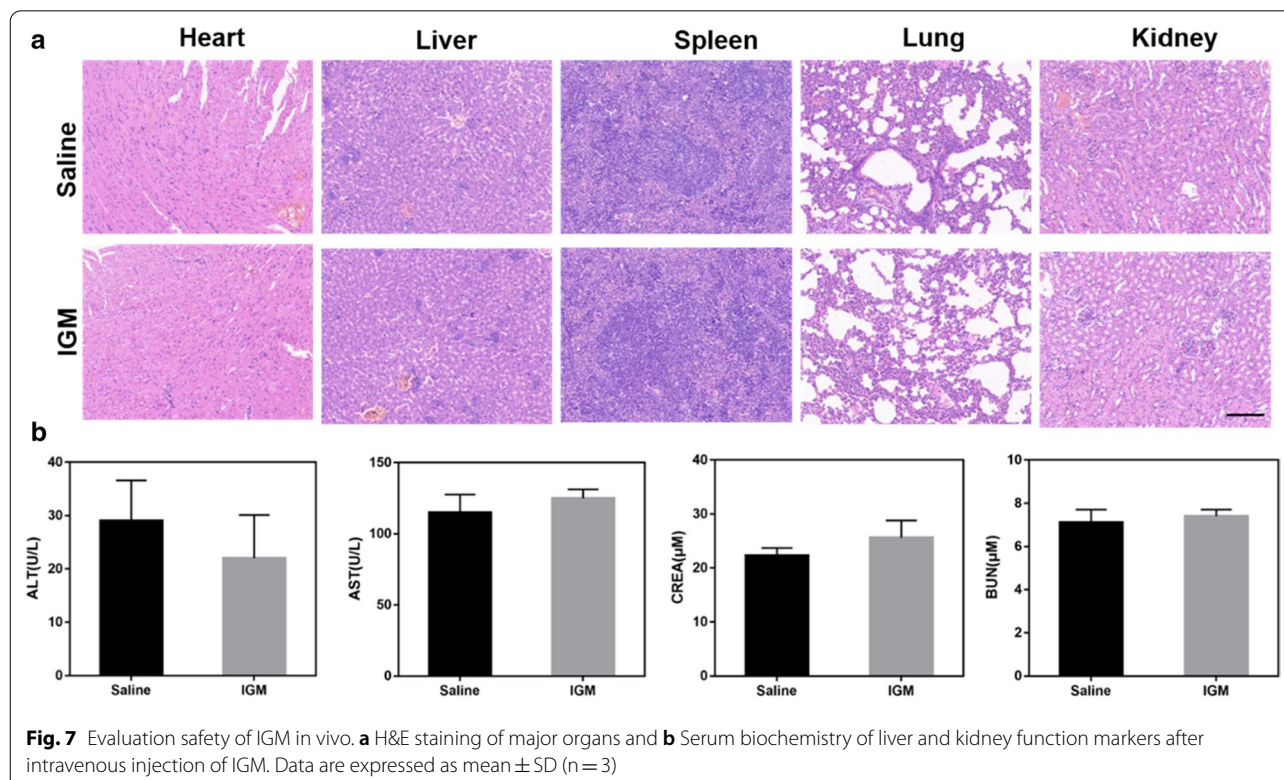 a
Heart Liver Spleen Lung Kidney
Saline
IGM
b
ALT(U/L)
40
30
20
10
0
Saline IGM
AST(U/L)
150
100
50
0
Saline IGM
CREA(µM)
40
30
20
10
0
Saline IGM
BUN(µM)
10
8
6
4
2
0
Saline IGM
Fig. 7 Evaluation safety of IGM in vivo. a H&E staining of major organs and b Serum biochemistry of liver and kidney function markers after
intravenous injection of IGM. Data are expressed as mean ± SD (n = 3)